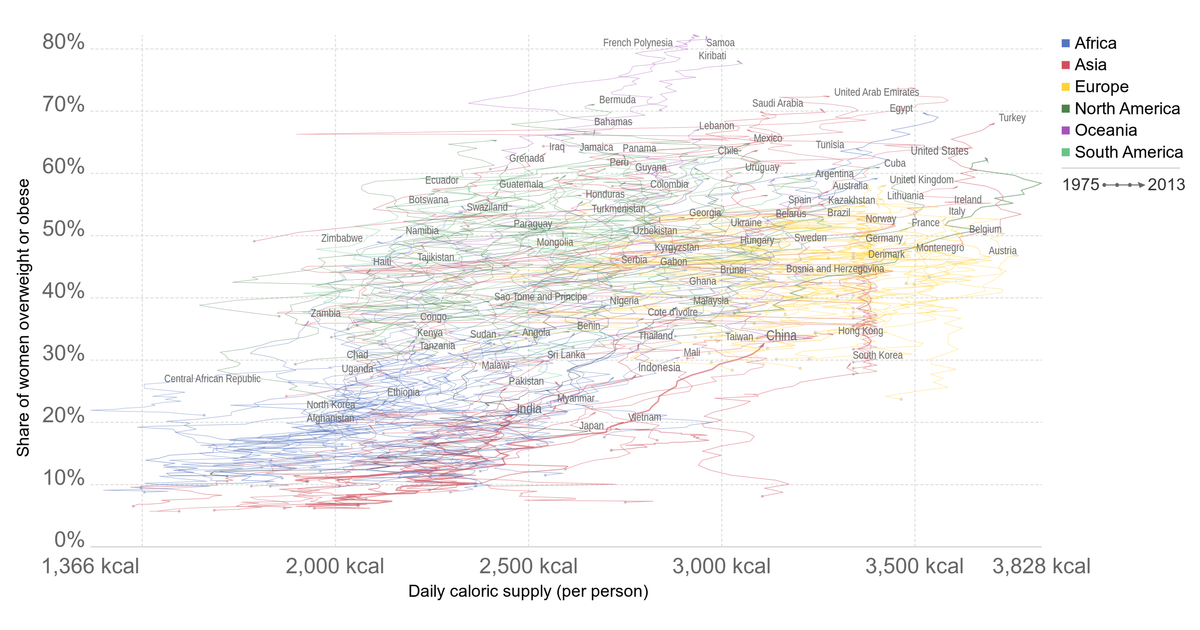 80%
70%
60%
50%
40%
30%
20%
10%
0%
Share of women overweight or obese
French Polynesia
Samoa
Kiribati
Bermuda
Bahamas
Saudi Arabia
United Arab Emirates
Egypt
Turkey
Lebanon
Mexico
Tunisia
United States
Grenada
Iraq
Jamaica
Panama
Chile
Peru
Guyana
Uruguay
Cuba
Ecuador
Guatemala
Colombia
Argentina
Australia
United Kingdom
Botswana
Honduras
Spain
Kazakhstan
Lithuania
Ireland
Swaziland
Turkmenistan
Georgia
Belarus
Brazil
Italy
Zimbabwe
Namibia
Paraguay
Uzbekistan
Ukraine
Norway
France
Belgium
Mongolia
Kyrgyzstan
Hungary
Sweden
Germany
Montenegro
Austria
Haiti
Tajikistan
Serbia
Gabon
Brunei
Denmark
Bosnia and Herzegovina
Ghana
Sao Tome and Principe
Nigeria
Malaysia
Zambia
Congo
Cote d'Ivoire
Benin
Kenya
Sudan
Angola
Thailand
Taiwan
China
Hong Kong
Tanzania
Chad
Sri Lanka
Mali
South Korea
Uganda
Malawi
Indonesia
Central African Republic
Pakistan
Ethiopia
Myanmar
North Korea
India
Afghanistan
Japan
Vietnam
1,366 kcal
2,000 kcal
2,500 kcal
3,000 kcal
3,500 kcal
3,828 kcal
Daily caloric supply (per person)
Africa
Asia
Europe
North America
Oceania
South America
1975
2013